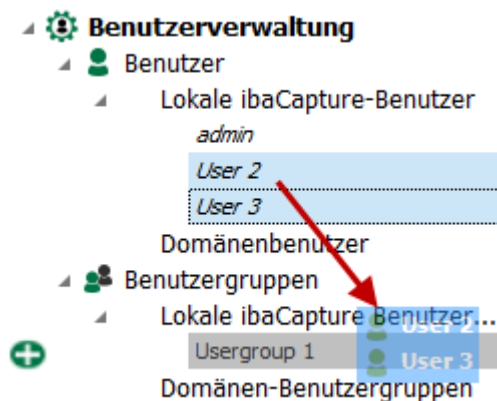 Benutzerverwaltung
Benutzer
Lokale ibaCapture-Benutzer
admin
User 2
User 3
Domänenbenutzer
Benutzergruppen
Lokale ibaCapture Benutzer...
User 2
Usergroup 1
User 3
Domänen-Benutzergruppen